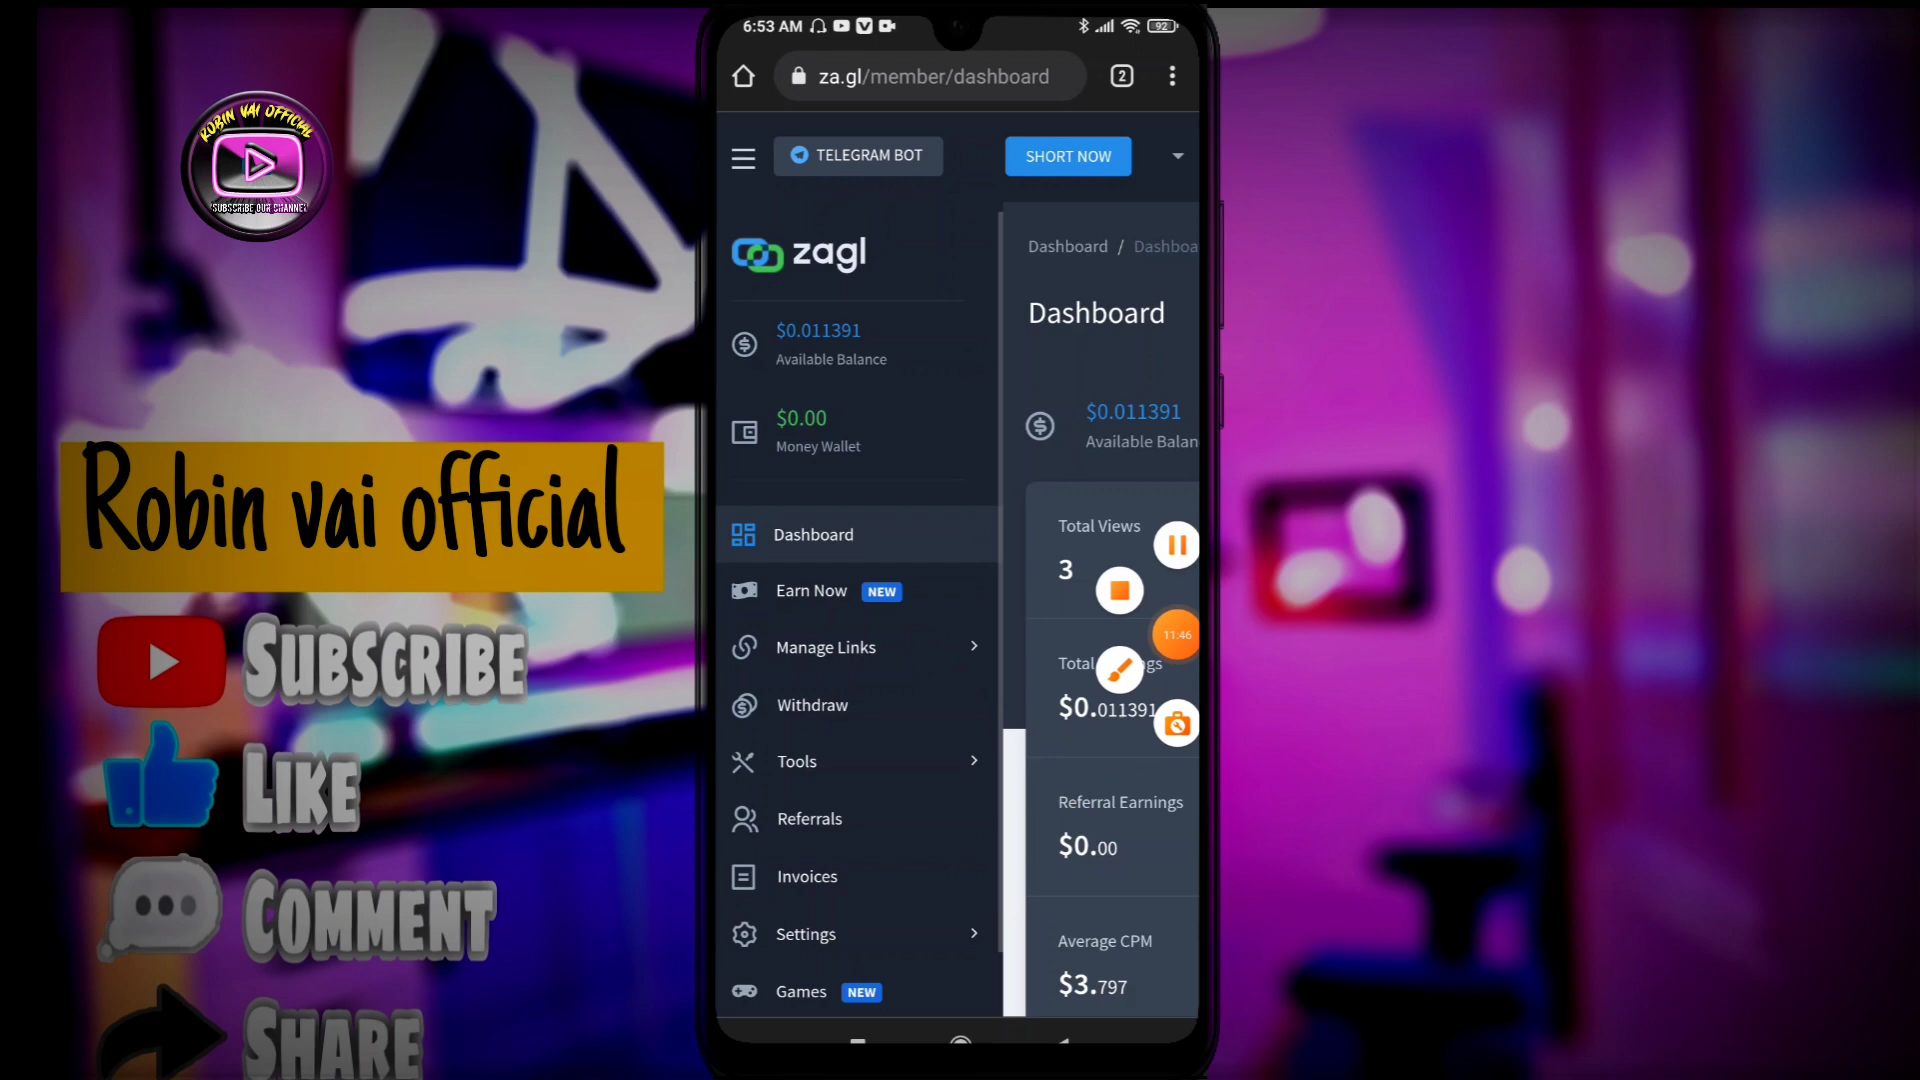 ROBIN VAI OFFICIAL
SUBSCRIBE OUR CHANNEL
Robin vai official
SUBSCRIBE
LIKE
COMMENT
SHARE
6:53 AM
92
za.gl/member/dashboard
2
TELEGRAM BOT
SHORT NOW
zagl
$0.011391
Available Balance
$0.00
Money Wallet
Dashboard
Earn Now NEW
Manage Links
Withdraw
Tools
Referrals
Invoices
Settings
Games NEW
Dashboard / Dashboa
Dashboard
$0.011391
Available Balan
Total Views
3
11:46
Total gs
$0.011391
Referral Earnings
$0.00
Average CPM
$3.797